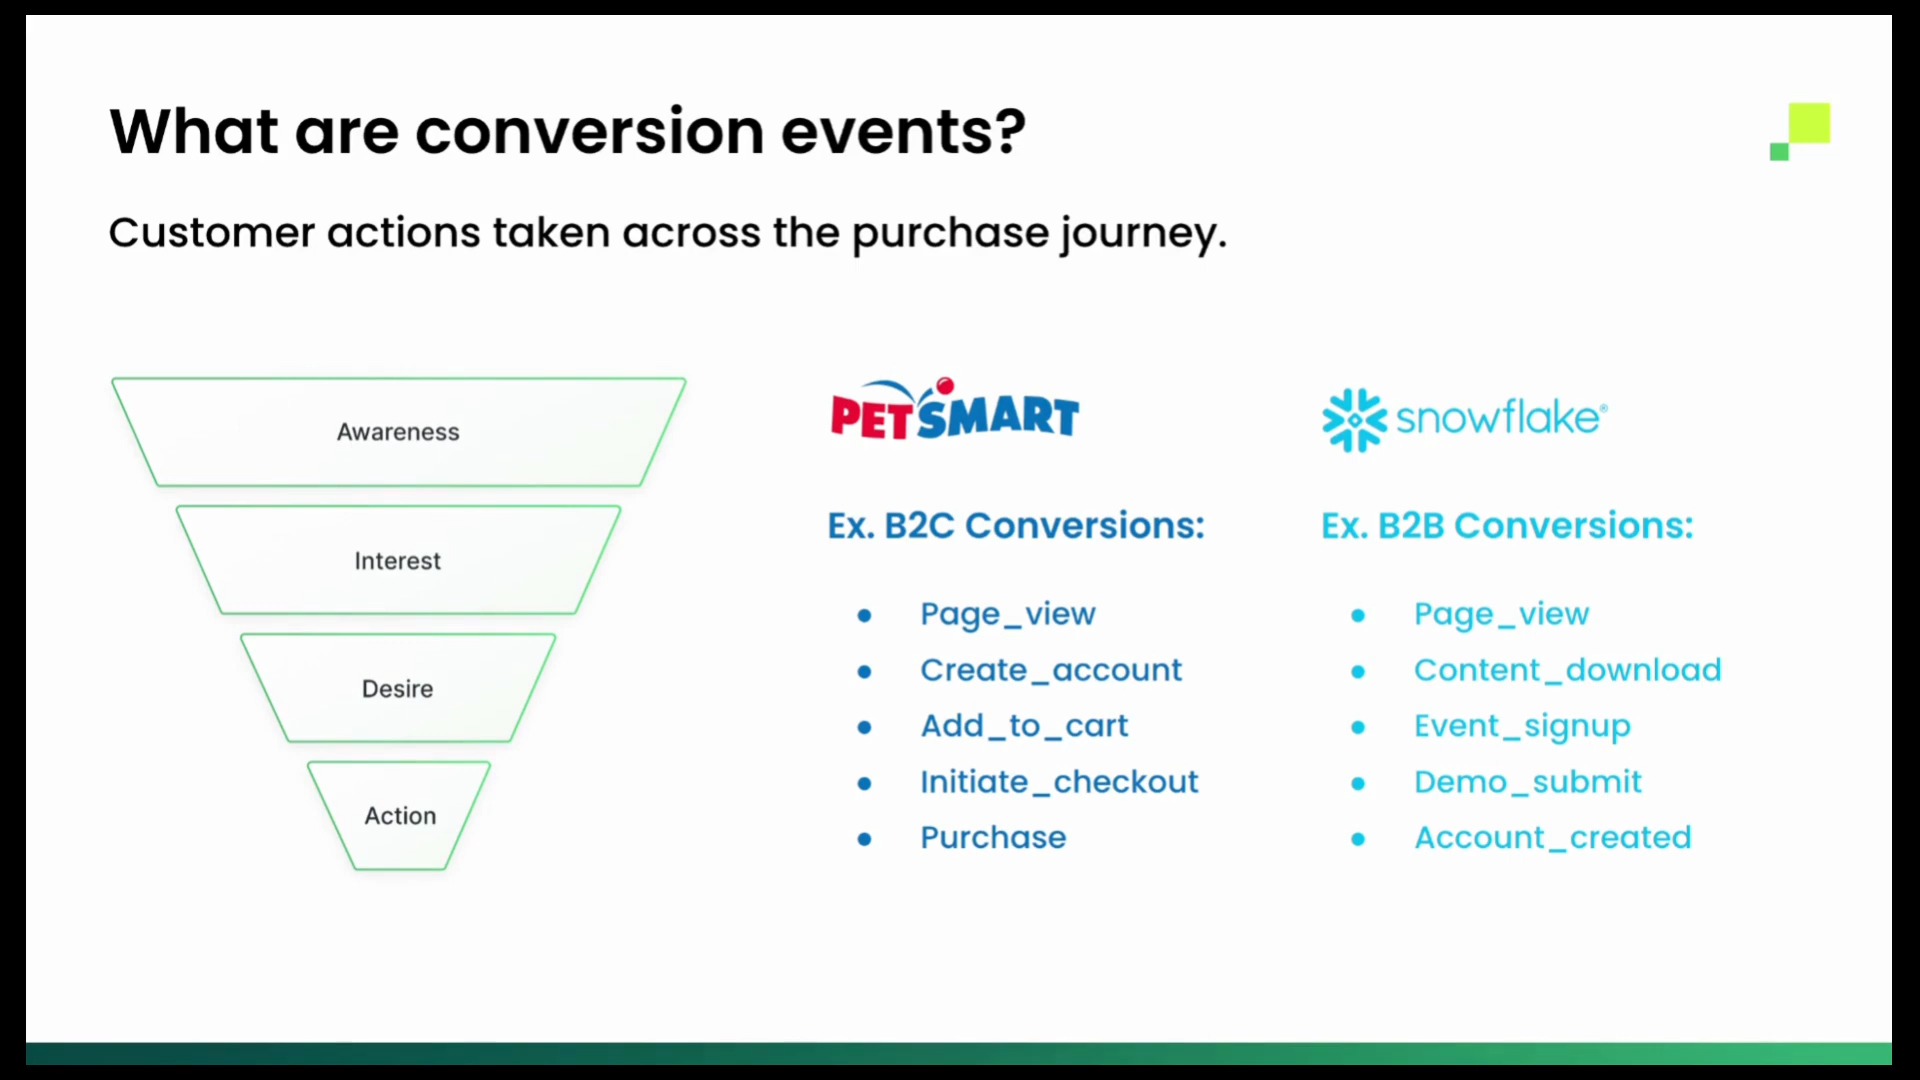 What are conversion events?
Customer actions taken across the purchase journey.
Awareness
Interest
Desire
Action
PETSMART
Ex. B2C Conversions:
● Page_view
● Create_account
● Add_to_cart
● Initiate_checkout
● Purchase
snowflake®
Ex. B2B Conversions:
● Page_view
● Content_download
● Event_signup
● Demo_submit
● Account_created